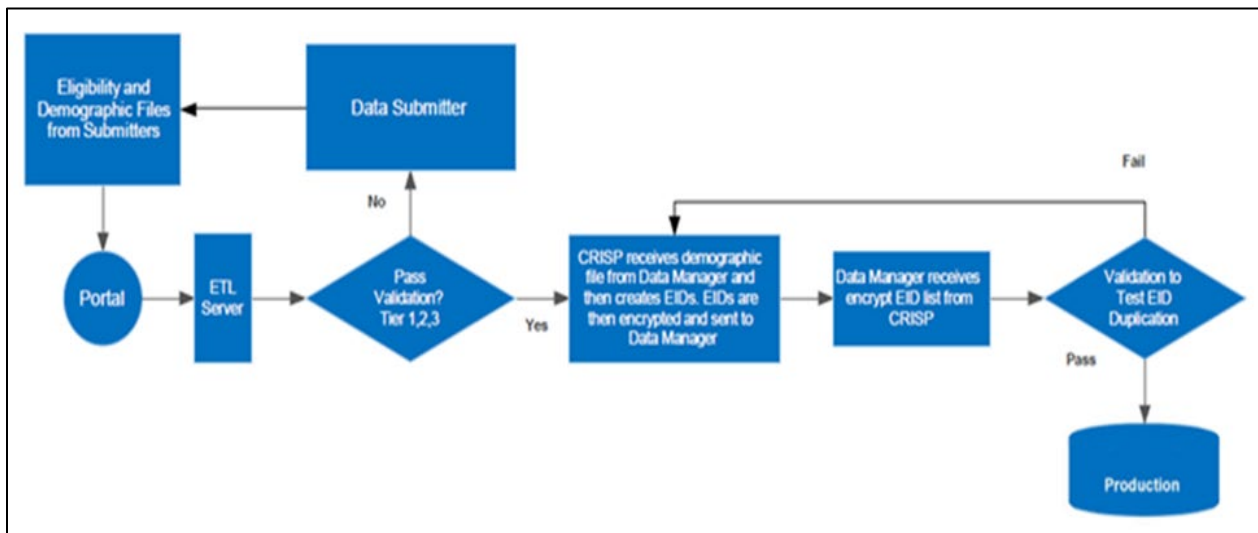 Eligibility and
Demographic Files
from Submitters
Data Submitter
Fail
No
Portal
ETL
Server
Pass
Validation?
Tier 1,2,3
Yes
CRISP receives demographic
file from Data Manager and
then creates EIDs. EIDs are
then encrypted and sent to
Data Manager
Data Manager receives
encrypt EID list from
CRISP
Validation to
Test EID
Duplication
Pass
Production